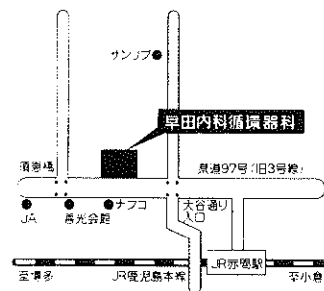 サンリブ
早田内科循環器科
須恵橋
県道97号(旧3号線)
JA
善光会館
ナフコ
大谷通り
入口
JR赤間駅
至博多
JR鹿児島本線
至小倉